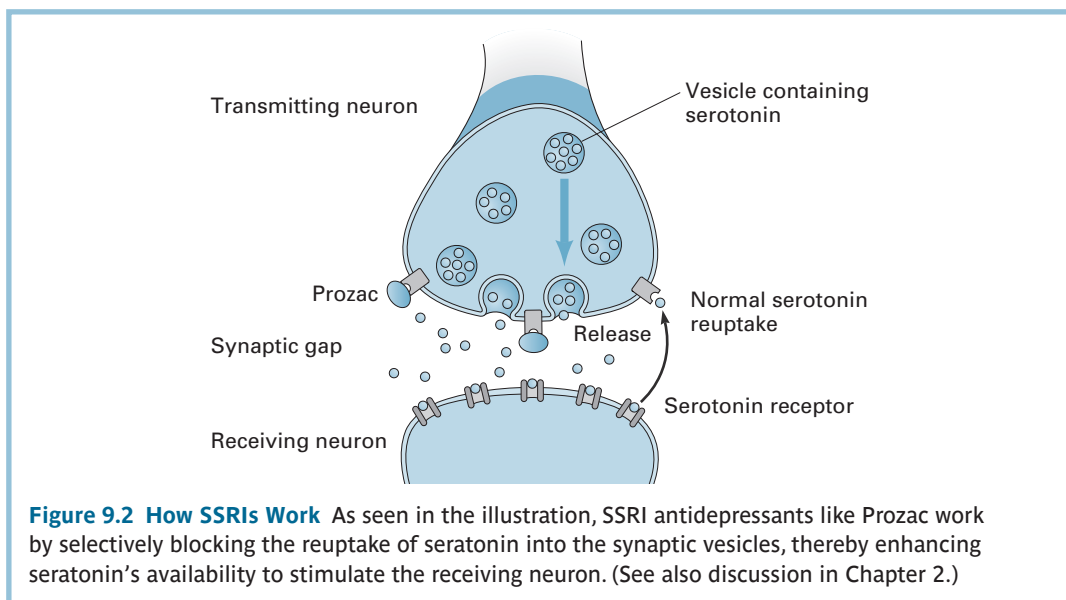 Transmitting neuron
Vesicle containing
serotonin
Prozac
Normal serotonin
reuptake
Release
Synaptic gap
Serotonin receptor
Receiving neuron
Figure 9.2 How SSRIs Work As seen in the illustration, SSRI antidepressants like Prozac work
by selectively blocking the reuptake of seratonin into the synaptic vesicles, thereby enhancing
seratonin's availability to stimulate the receiving neuron. (See also discussion in Chapter 2.)